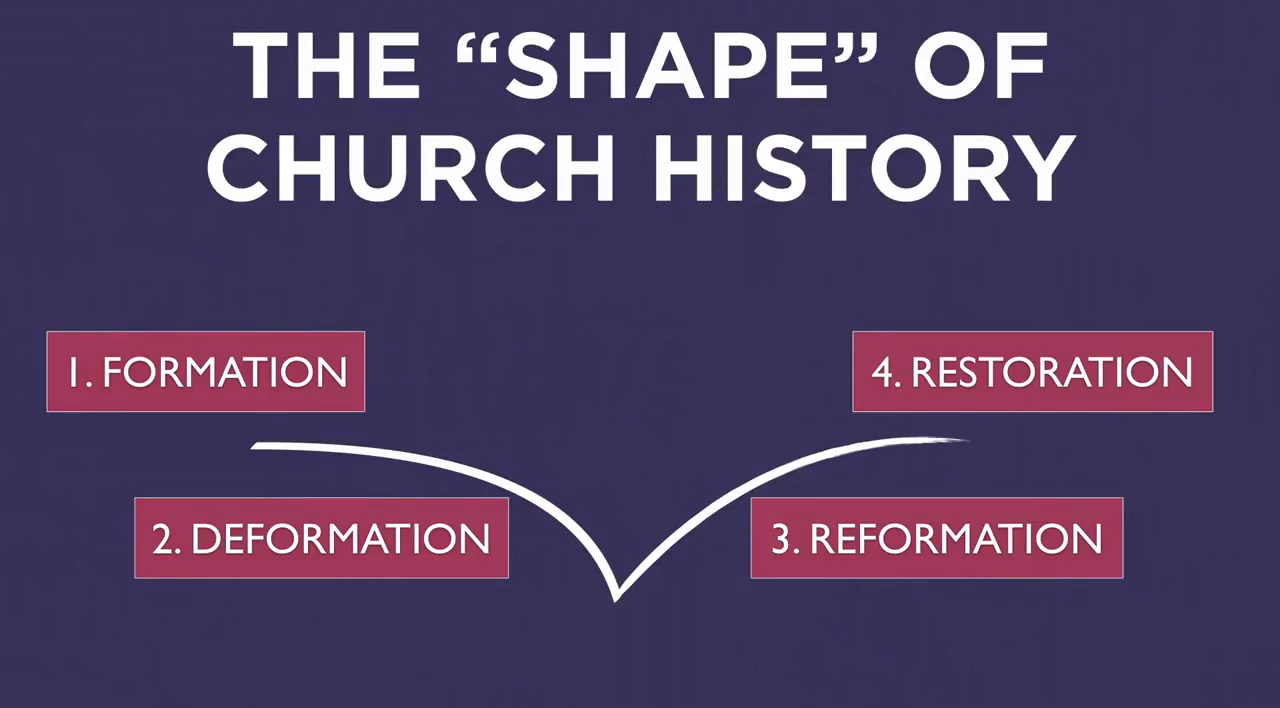 THE “SHAPE” OF
CHURCH HISTORY
1. FORMATION
4. RESTORATION
2. DEFORMATION
3. REFORMATION